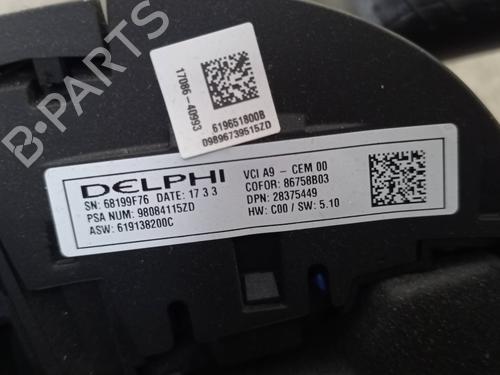 17086-40993
619651800B
09896739515ZD
DELPHI
SN: 68199F76 DATE: 17 3 3
PSA NUM: 98084115ZD
ASW: 619138200C
VCI A9 - CEM 00
COFOR: 86758B03
DPN: 28375449
HW: C00 / SW: 5.10
B-PARTS